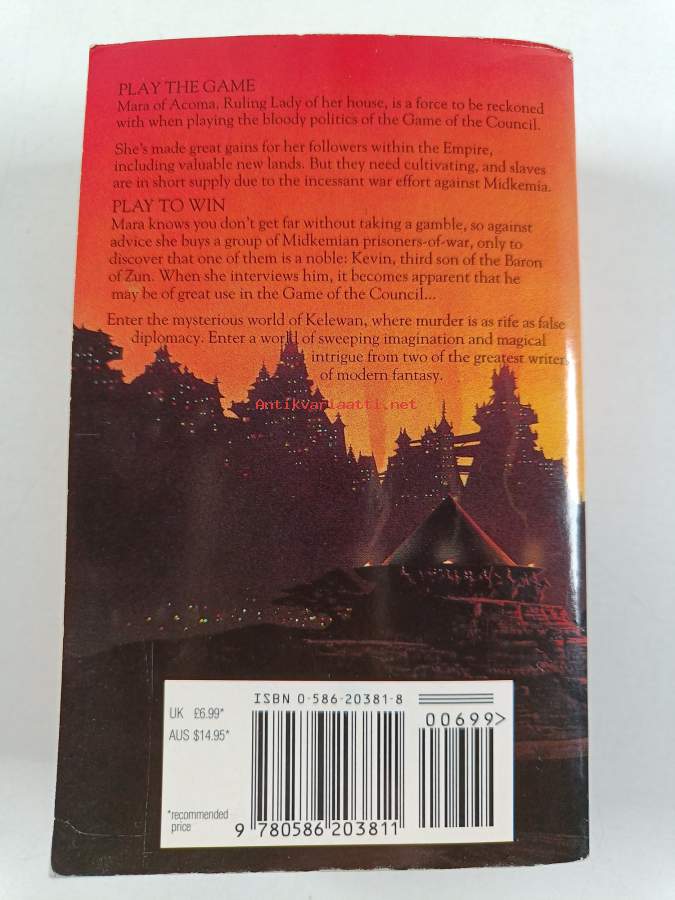 PLAY THE GAME
Mara of Acoma, Ruling Lady of her house, is a force to be reckoned
with when playing the bloody politics of the Game of the Council.
She's made great gains for her followers within the Empire,
including valuable new lands. But they need cultivating, and slaves
are in short supply due to the incessant war effort against Midkemia.
PLAY TO WIN
Mara knows you don't get far without taking a gamble, so against
advice she buys a group of Midkemian prisoners-of-war, only to
discover that one of them is a noble: Kevin, third son of the Baron
of Zun. When she interviews him, it becomes apparent that he
may be of great use in the Game of the Council...
Enter the mysterious world of Kelewan, where murder is as rife as false
diplomacy. Enter a world of sweeping imagination and magical
intrigue from two of the greatest writers
of modern fantasy.
Antikvariaatti.net
ISBN 0-586-20381-8
UK £6.99*
AUS $14.95*
00699>
*recommended
price
9 780586 203811